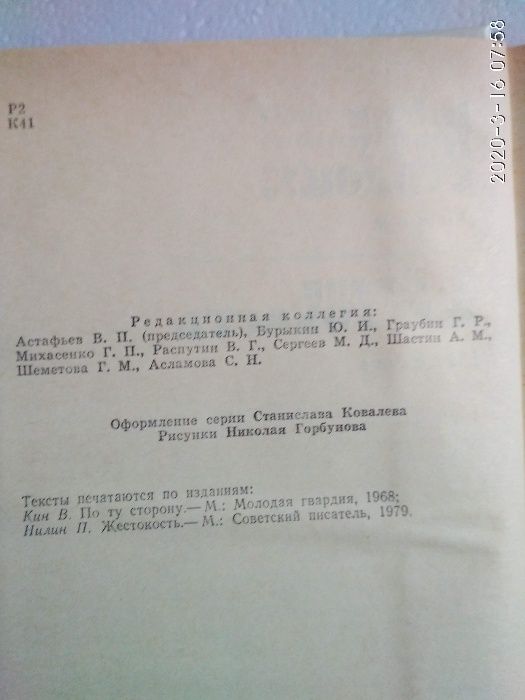 2020-3-16 07:58
Р2
К41
Редакционная коллегия:
Астафьев В. П. (председатель), Бурыкин Ю. И., Граубин Г. Р.,
Михасенко Г. П., Распутин В. Г., Сергеев М. Д., Шастин А. М.,
Шеметова Г. М., Асламова С. И.
Оформление серии Станислава Ковалева
Рисунки Николая Горбунова
Тексты печатаются по изданиям:
Кин В. По ту сторону.— М.: Молодая гвардия, 1968;
Нилин П. Жестокость.— М.: Советский писатель, 1979.